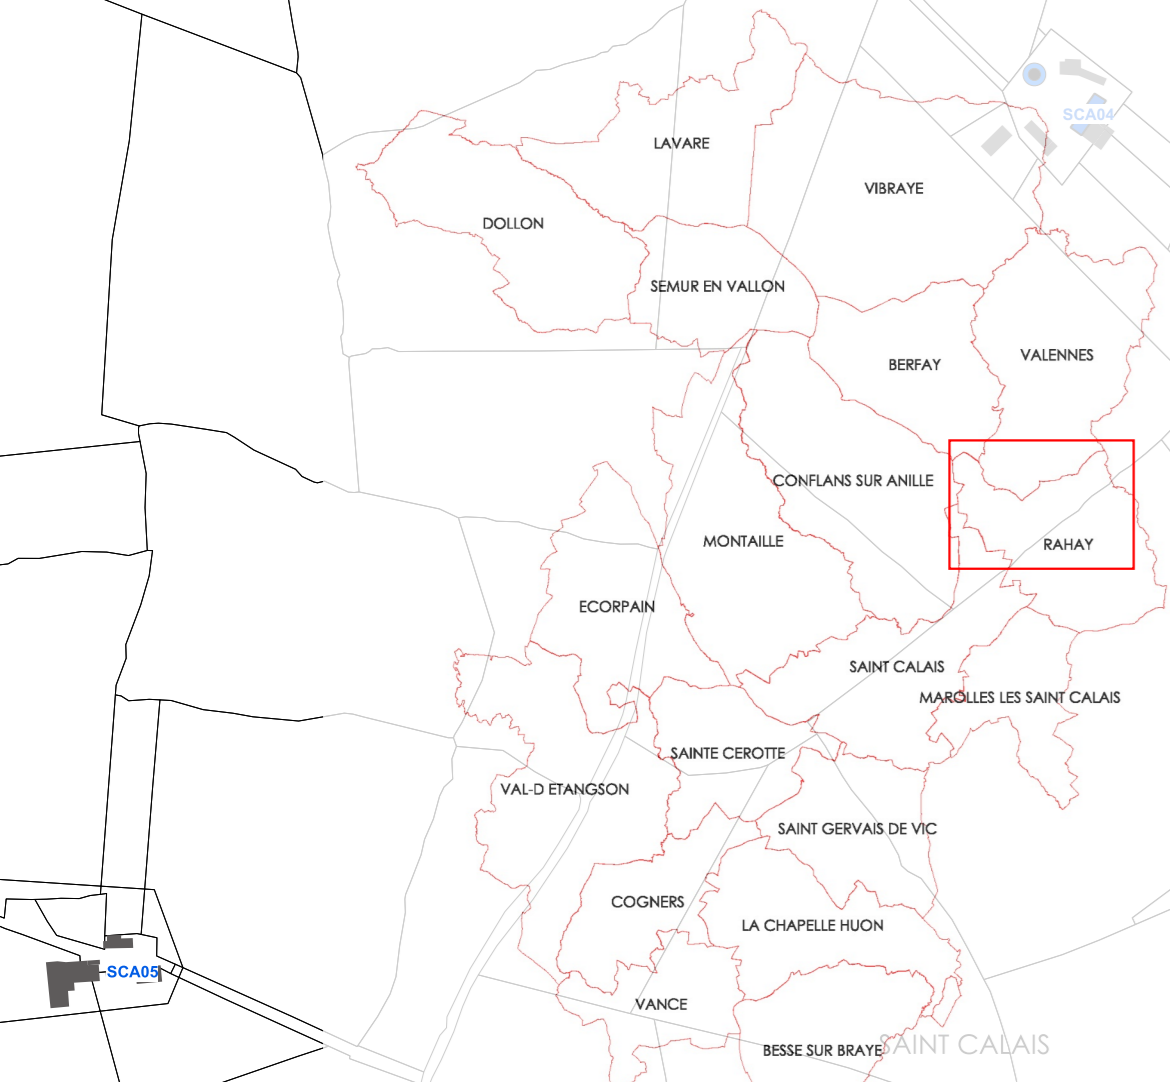 SCA04
LAVARE
VIBRAYE
DOLLON
SEMUR EN VALLON
VALENNES
BERFAY
CONFLANS SUR ANILLE
MONTAILLE
RAHAY
ECORPAIN
SAINT CALAIS
MAROLLES LES SAINT CALAIS
SAINTE CEROTTE
VAL-D ETANGSON
SAINT GERVAIS DE VIC
COGNERS
LA CHAPELLE HUON
SCA05
VANCE
BESSE SUR BRAYE
SAINT CALAIS